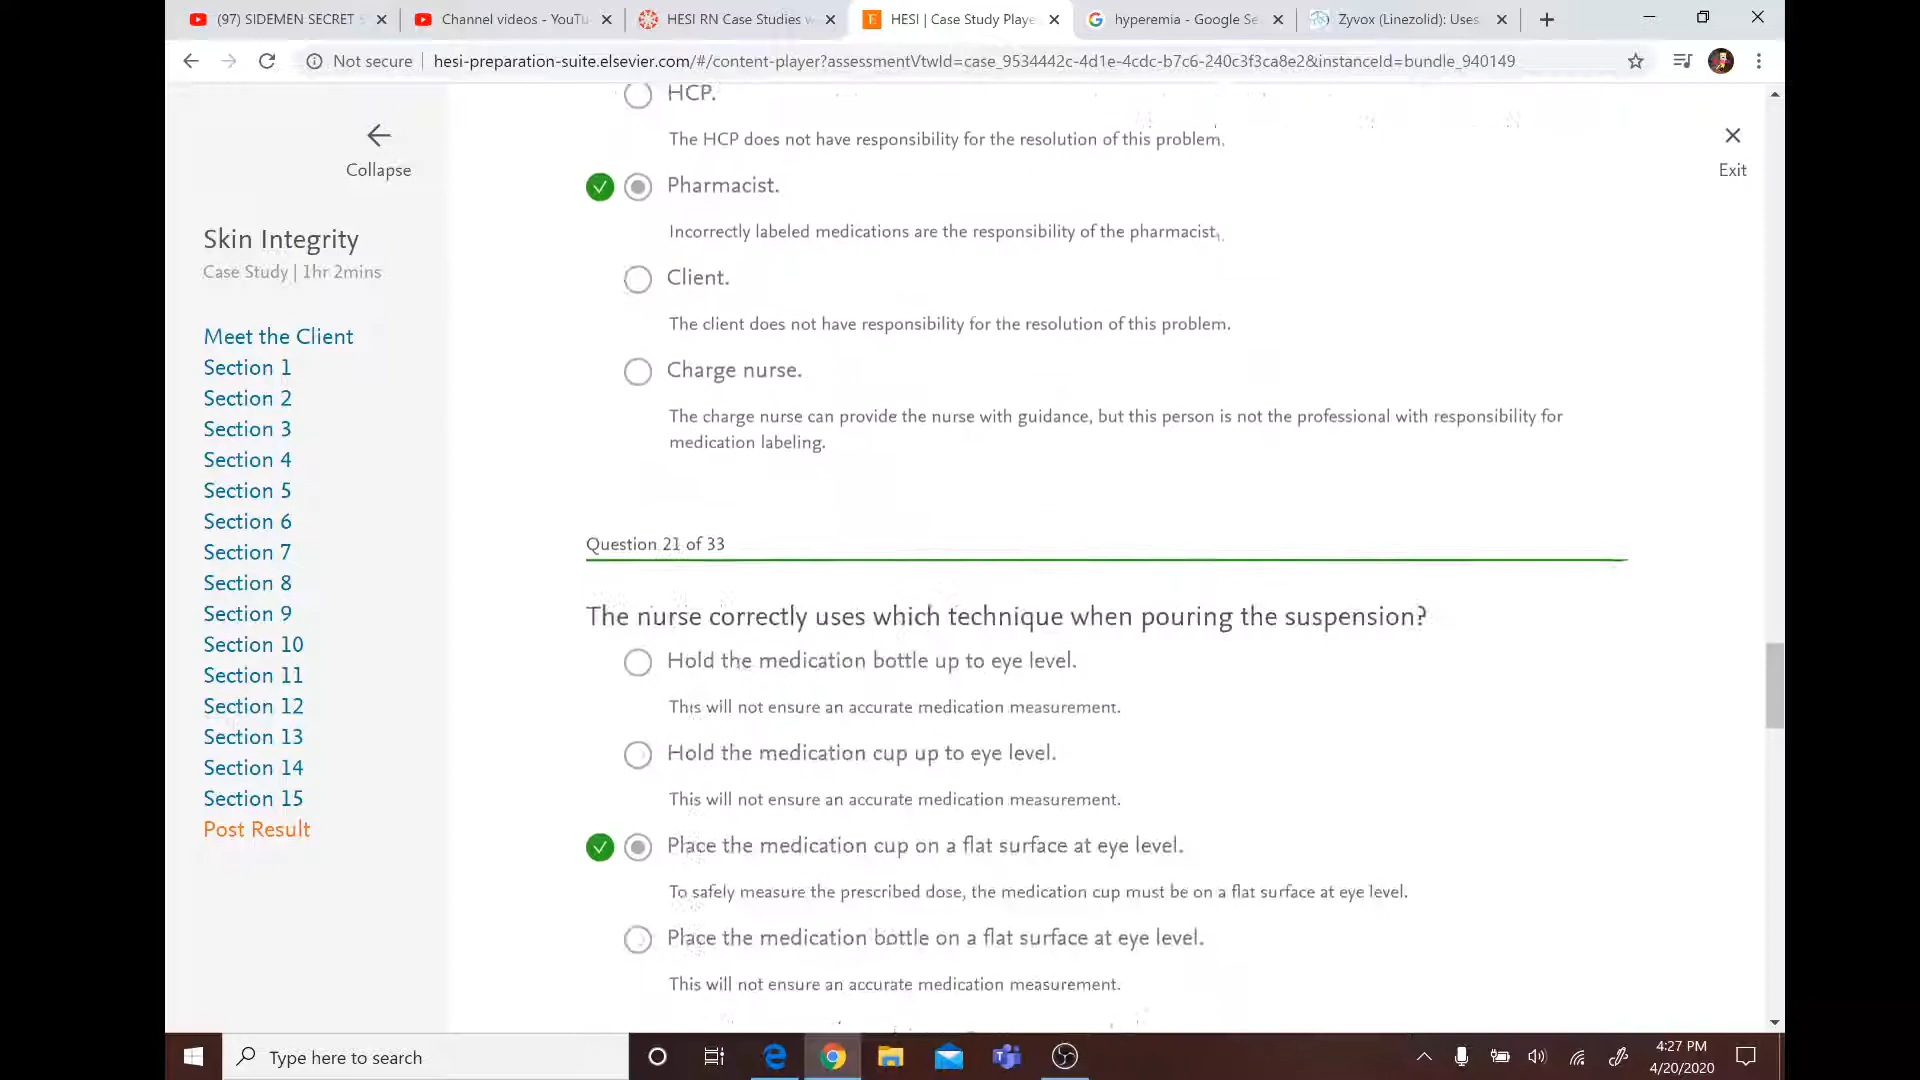 (97) SIDEMEN SECRET S
Channel videos - YouTu
HESI RN Case Studies w
HESI | Case Study Playe
hyperemia - Google Se
Zyvox (Linezolid): Uses
Not secure
hesi-preparation-suite.elsevier.com/#/content-player?assessmentVtwId=case_9534442c-4d1e-4cdc-b7c6-240c3f3ca8e2&instanceId=bundle_940149
Collapse
Exit
Skin Integrity
Case Study | 1hr 2mins
Meet the Client
Section 1
Section 2
Section 3
Section 4
Section 5
Section 6
Section 7
Section 8
Section 9
Section 10
Section 11
Section 12
Section 13
Section 14
Section 15
Post Result
HCP.
The HCP does not have responsibility for the resolution of this problem.
Pharmacist.
Incorrectly labeled medications are the responsibility of the pharmacist.
Client.
The client does not have responsibility for the resolution of this problem.
Charge nurse.
The charge nurse can provide the nurse with guidance, but this person is not the professional with responsibility for
medication labeling.
Question 21 of 33
The nurse correctly uses which technique when pouring the suspension?
Hold the medication bottle up to eye level.
This will not ensure an accurate medication measurement.
Hold the medication cup up to eye level.
This will not ensure an accurate medication measurement.
Place the medication cup on a flat surface at eye level.
To safely measure the prescribed dose, the medication cup must be on a flat surface at eye level.
Place the medication bottle on a flat surface at eye level.
This will not ensure an accurate medication measurement.
Type here to search
4:27 PM
4/20/2020